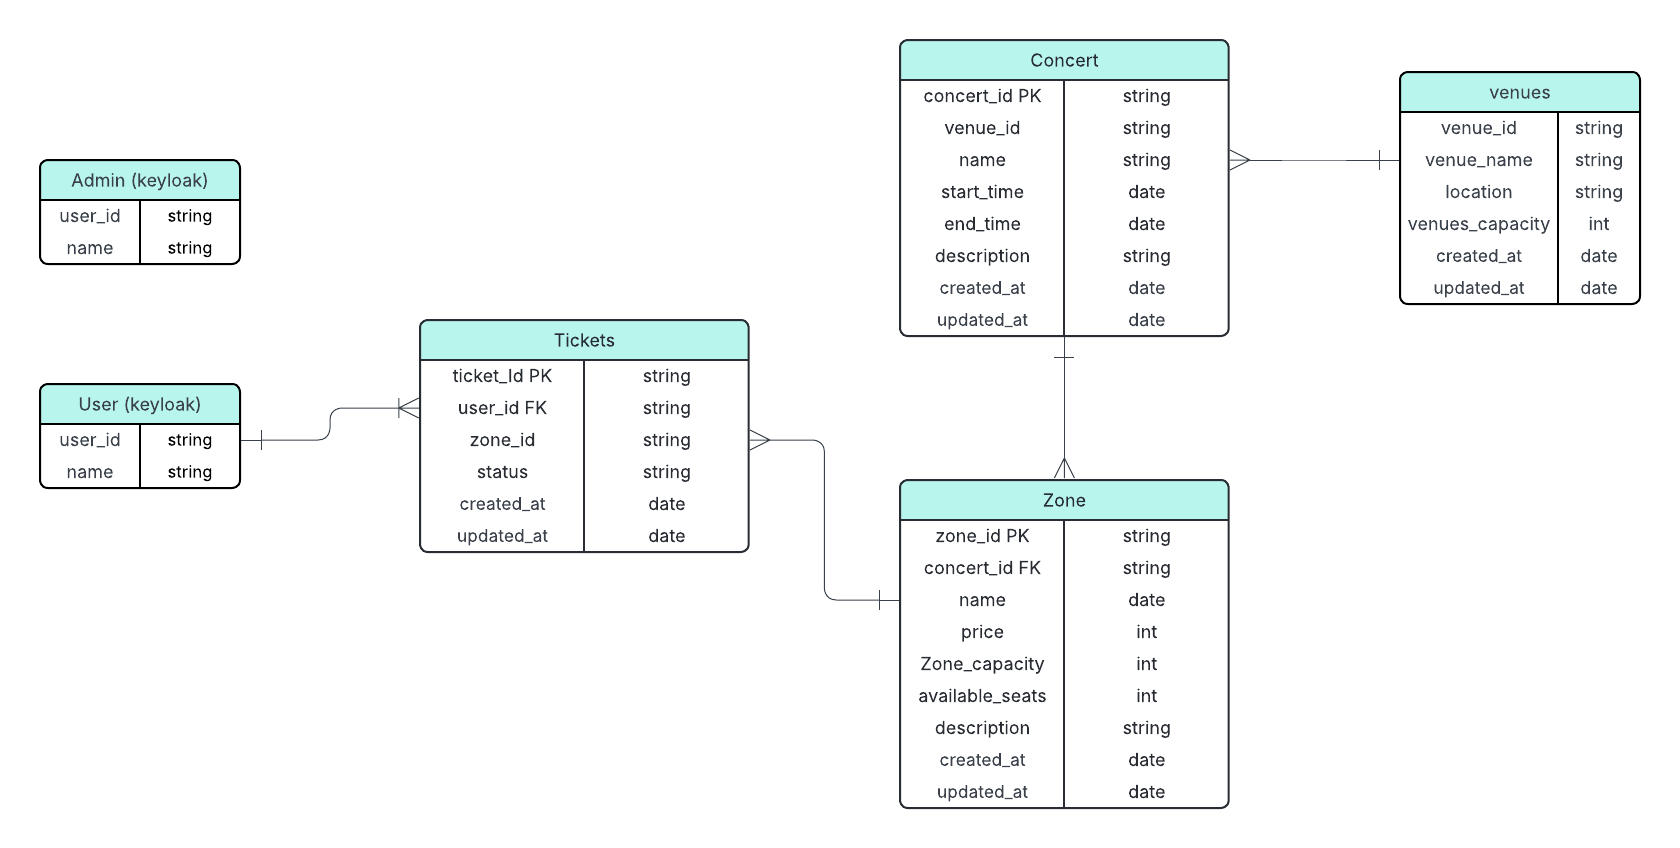 Concert
concert_id PK string
venue_id string
name string
start_time date
end_time date
description string
created_at date
updated_at date
venues
venue_id string
venue_name string
location string
venues_capacity int
created_at date
updated_at date
Admin (keyloak)
user_id string
name string
Tickets
ticket_Id PK string
user_id FK string
zone_id string
status string
created_at date
updated_at date
User (keyloak)
user_id string
name string
Zone
zone_id PK string
concert_id FK string
name date
price int
Zone_capacity int
available_seats int
description string
created_at date
updated_at date